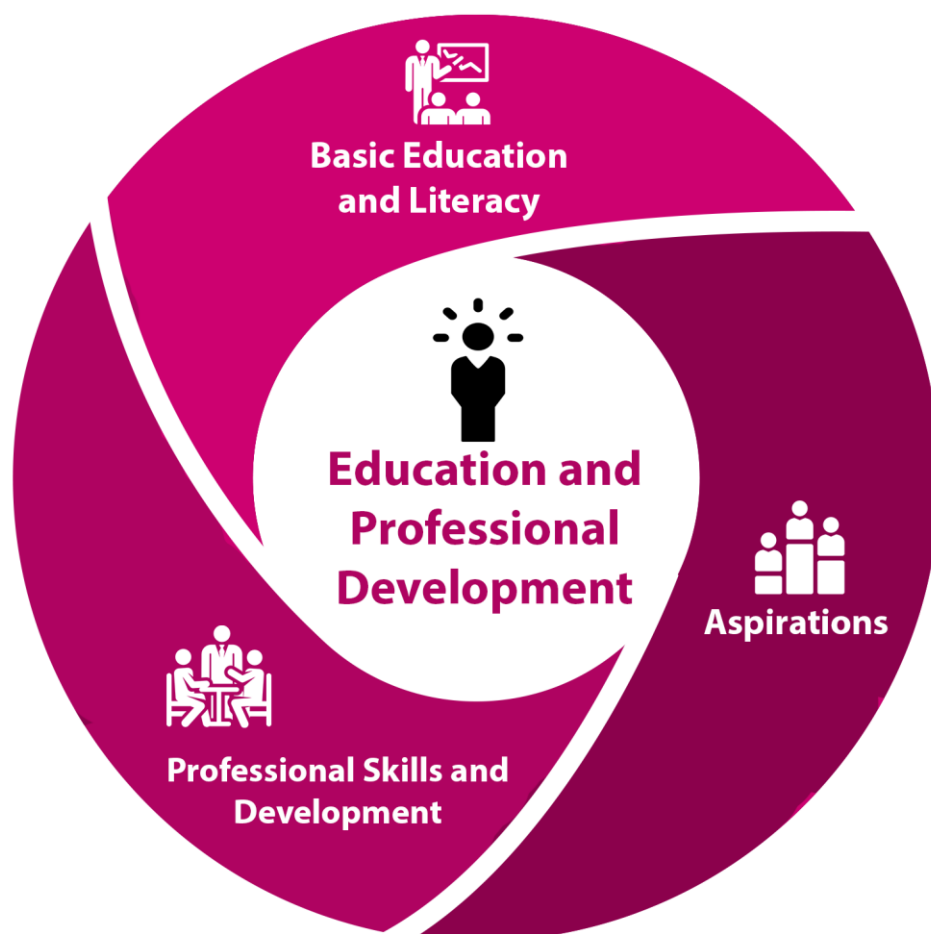 Basic Education
and Literacy
Education and
Professional
Development
Aspirations
Professional Skills and
Development